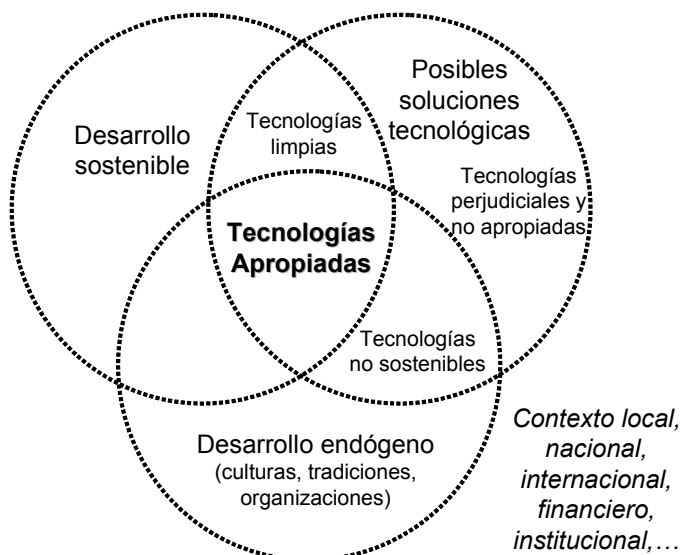 Posibles
soluciones
tecnológicas
Desarrollo
sostenible
Tecnologías
limpias
Tecnologías
perjudiciales y
no apropiadas
Tecnologías
Apropiadas
Tecnologías
no sostenibles
Desarrollo endógeno
(culturas, tradiciones,
organizaciones)
Contexto local,
nacional,
internacional,
financiero,
institucional,…